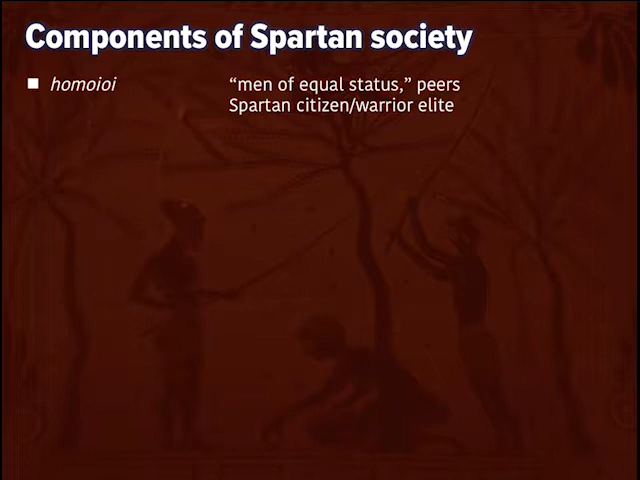 Components of Spartan society
homoioi “men of equal status,” peers
Spartan citizen/warrior elite